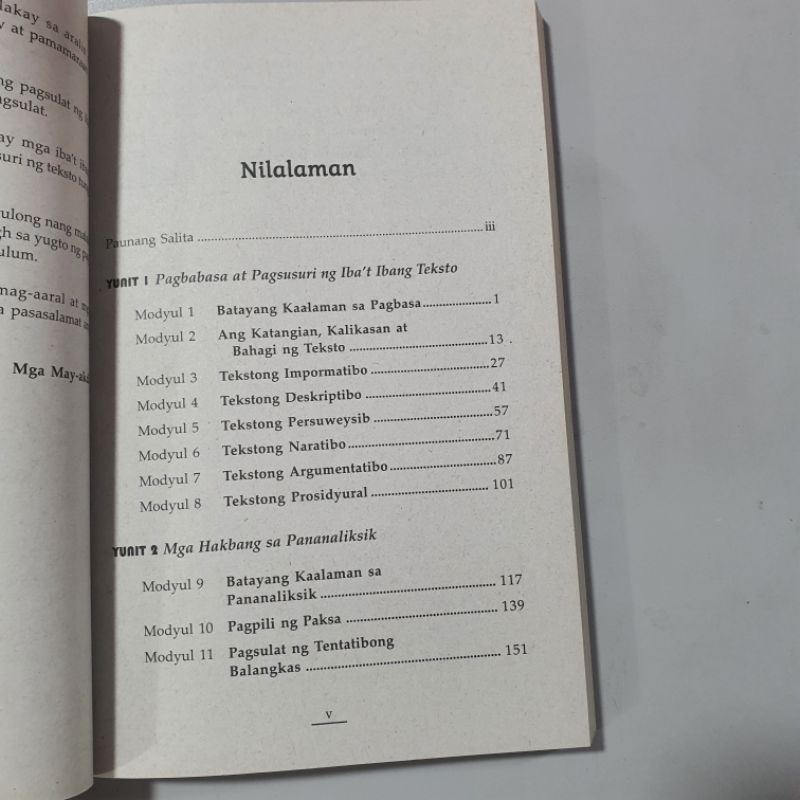 lakay sa
at
ng pagsulat ng
agsulat.
ay mga iba't
suri ng teksto
ulong nang
gh sa yugto ng
ulum.
mag-aaral at
a pasasalamat
Mga
Nilalaman
Paunang Salita ........ iii
YUNIT 1 Pagbabasa at Pagsusuri ng Iba't Ibang Teksto
Modyul 1 Batayang Kaalaman sa Pagbasa ........ 1
Modyul 2 Ang Katangian, Kalikasan at
Bahagi ng Teksto ........ 13
Modyul 3 Tekstong Impormatibo ........ 27
Modyul 4 Tekstong Deskriptibo ........ 41
Modyul 5 Tekstong Persuweysib ........ 57
Modyul 6 Tekstong Naratibo ........ 71
Modyul 7 Tekstong Argumentatibo ........ 87
Modyul 8 Tekstong Prosidyural ........ 101
YUNIT 2 Mga Hakbang sa Pananaliksik
Modyul 9 Batayang Kaalaman sa
Pananaliksik ........ 117
Modyul 10 Pagpili ng Paksa ........ 139
Modyul 11 Pagsulat ng Tentatibong
Balangkas ........ 151
v